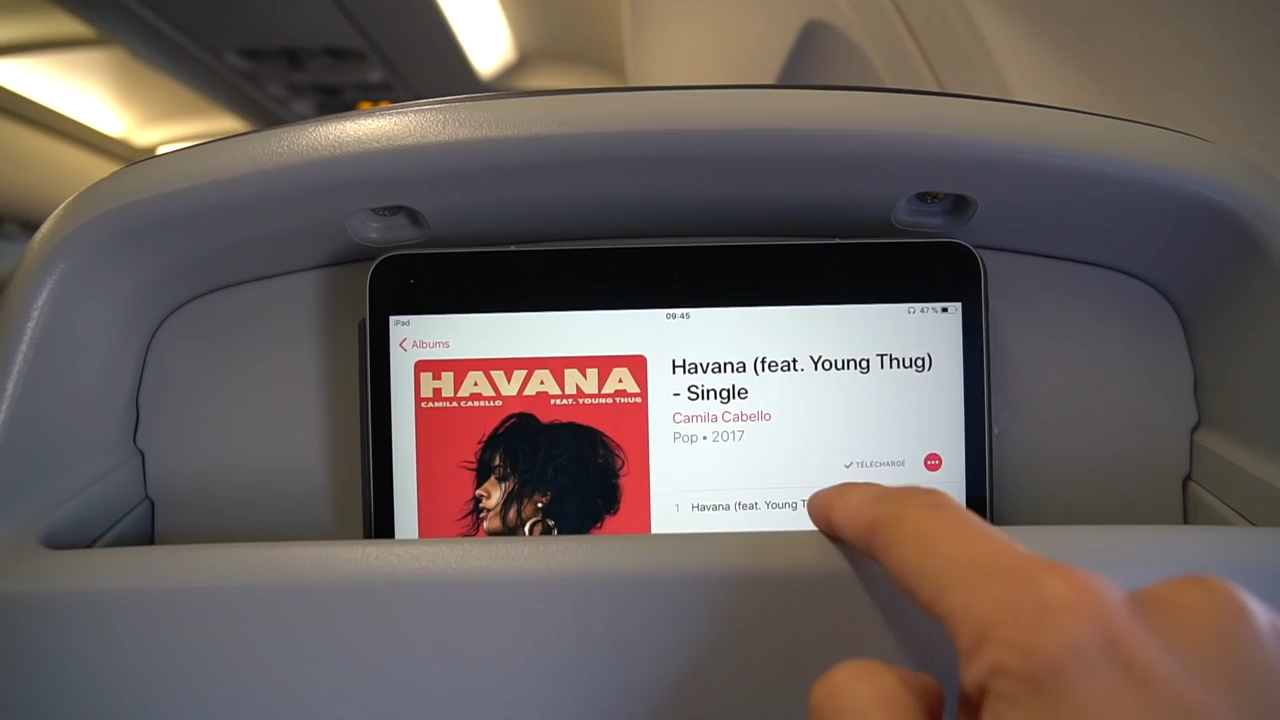 iPad
09:45
47 %
Albums
HAVANA
CAMILA CABELLO
FEAT. YOUNG THUG
Havana (feat. Young Thug)
- Single
Camila Cabello
Pop • 2017
TÉLÉCHARGÉ
1 Havana (feat. Young